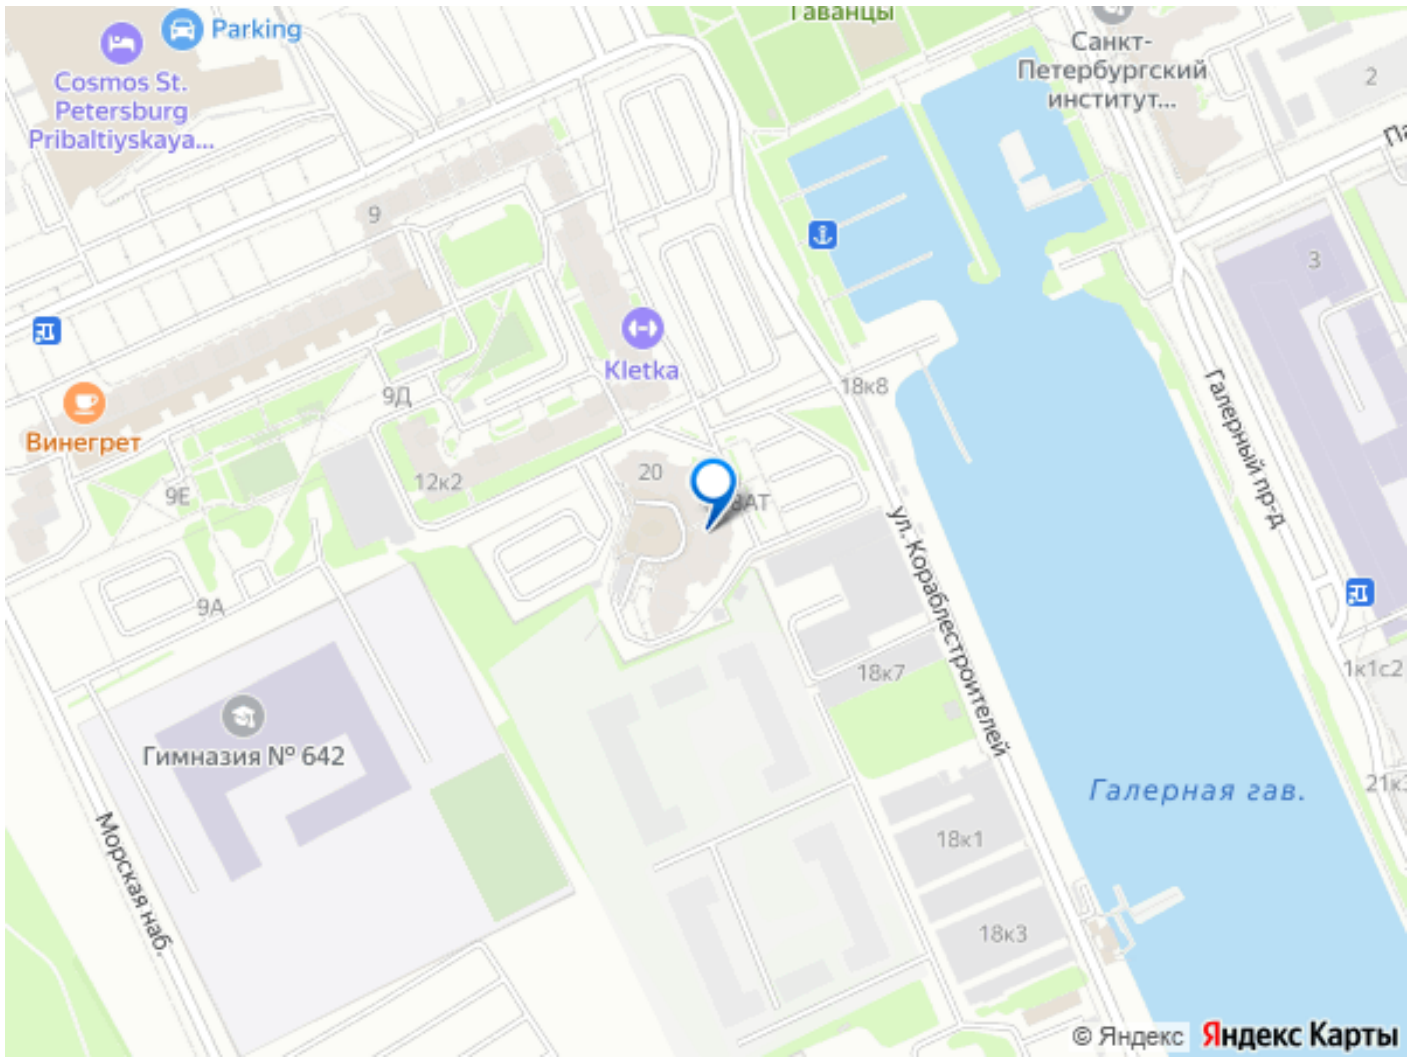 Гаванцы
Parking
Cosmos St.
Petersburg
Pribaltiyskaya...
Санкт-
Петербургский
институт...
2
9
3
Kletka
18к8
9Д
Винегрет
12к2
20
9Е
Галерный пр-д
ул. Кораблестроителей
9А
18к7
1к1с2
Гимназия № 642
Галерная гав.
18к1
Морская наб.
18к3
© Яндекс Яндекс Карты